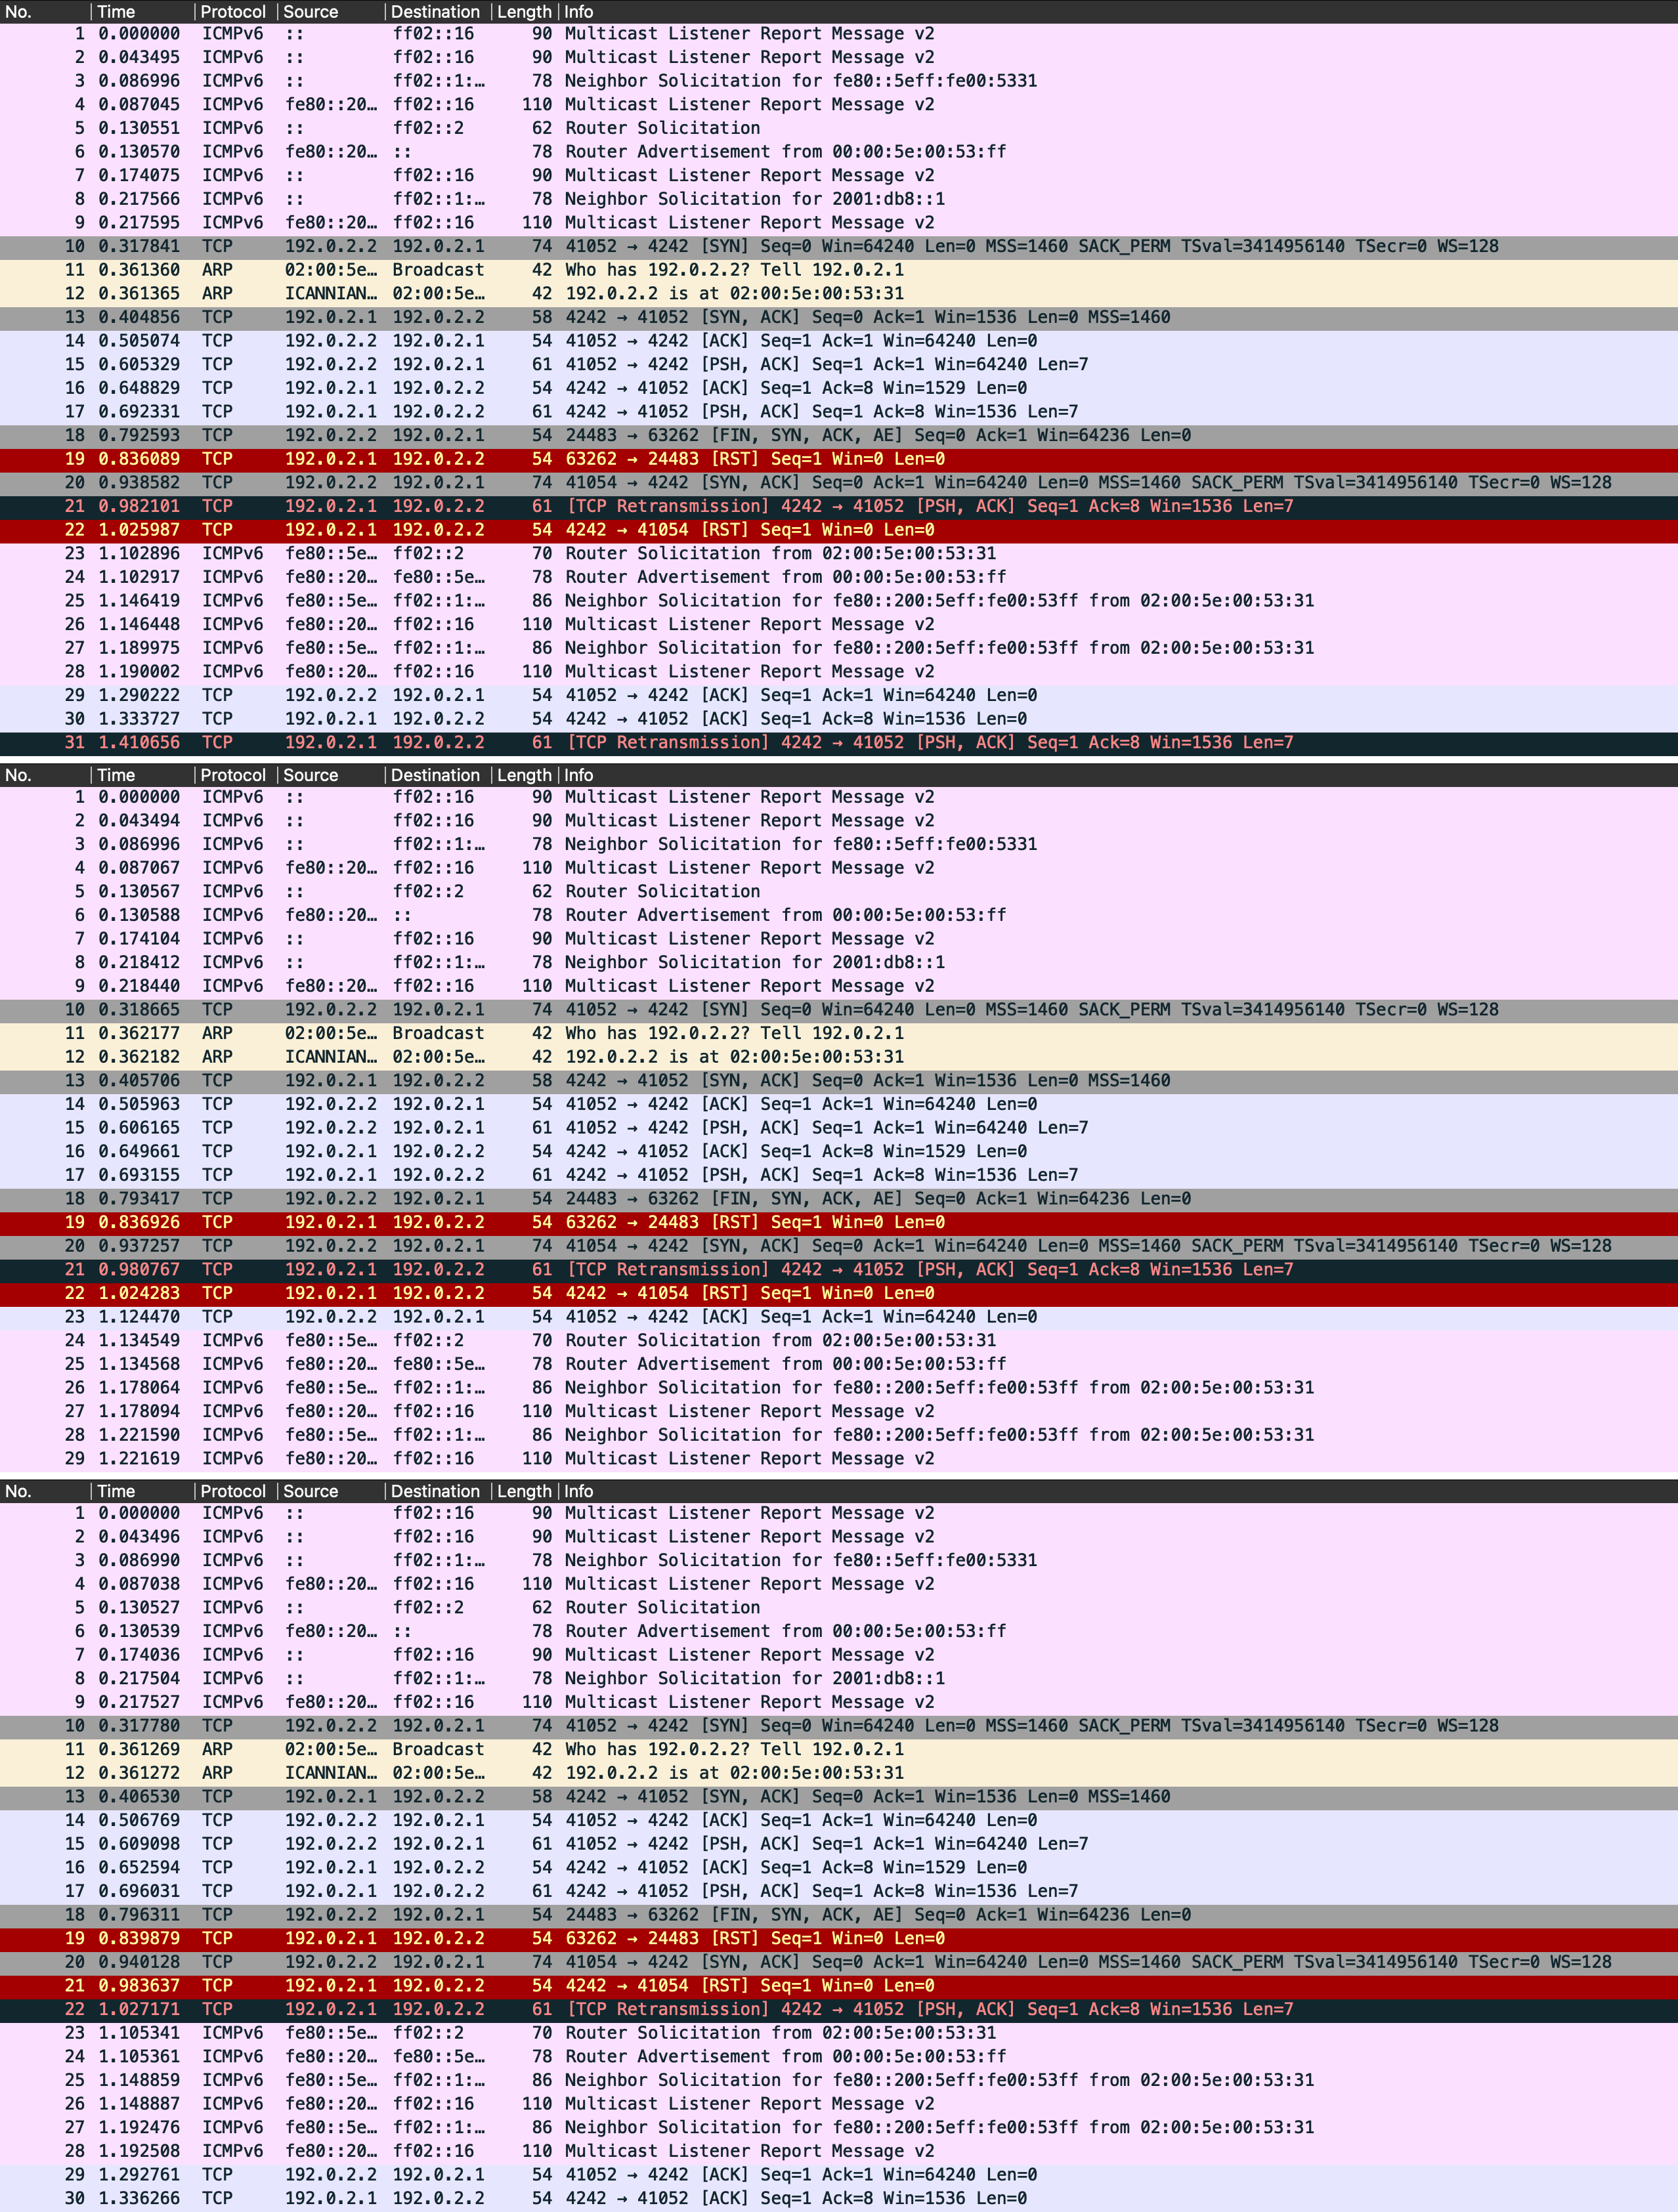 No. Time Protocol Source Destination Length Info
1 0.000000 ICMPv6 :: ff02::16 90 Multicast Listener Report Message v2
2 0.043495 ICMPv6 :: ff02::16 90 Multicast Listener Report Message v2
3 0.086996 ICMPv6 :: ff02::1:… 78 Neighbor Solicitation for fe80::5eff:fe00:5331
4 0.087045 ICMPv6 fe80::20… ff02::16 110 Multicast Listener Report Message v2
5 0.130551 ICMPv6 :: ff02::2 62 Router Solicitation
6 0.130570 ICMPv6 fe80::20… :: 78 Router Advertisement from 00:00:5e:00:53:ff
7 0.174075 ICMPv6 :: ff02::16 90 Multicast Listener Report Message v2
8 0.217566 ICMPv6 :: ff02::1:… 78 Neighbor Solicitation for 2001:db8::1
9 0.217595 ICMPv6 fe80::20… ff02::16 110 Multicast Listener Report Message v2
10 0.317841 TCP 192.0.2.2 192.0.2.1 74 41052 → 4242 [SYN] Seq=0 Win=64240 Len=0 MSS=1460 SACK_PERM TSval=3414956140 TSecr=0 WS=128
11 0.361360 ARP 02:00:5e… Broadcast 42 Who has 192.0.2.2? Tell 192.0.2.1
12 0.361365 ARP ICANNIAN… 02:00:5e… 42 192.0.2.2 is at 02:00:5e:00:53:31
13 0.404856 TCP 192.0.2.1 192.0.2.2 58 4242 → 41052 [SYN, ACK] Seq=0 Ack=1 Win=1536 Len=0 MSS=1460
14 0.505074 TCP 192.0.2.2 192.0.2.1 54 41052 → 4242 [ACK] Seq=1 Ack=1 Win=64240 Len=0
15 0.605329 TCP 192.0.2.2 192.0.2.1 61 41052 → 4242 [PSH, ACK] Seq=1 Ack=1 Win=64240 Len=7
16 0.648829 TCP 192.0.2.1 192.0.2.2 54 4242 → 41052 [ACK] Seq=1 Ack=8 Win=1529 Len=0
17 0.692331 TCP 192.0.2.1 192.0.2.2 61 4242 → 41052 [PSH, ACK] Seq=1 Ack=8 Win=1536 Len=7
18 0.792593 TCP 192.0.2.2 192.0.2.1 54 24483 → 63262 [FIN, SYN, ACK, AE] Seq=0 Ack=1 Win=64236 Len=0
19 0.836089 TCP 192.0.2.1 192.0.2.2 54 63262 → 24483 [RST] Seq=1 Win=0 Len=0
20 0.938582 TCP 192.0.2.2 192.0.2.1 74 41054 → 4242 [SYN, ACK] Seq=0 Ack=1 Win=64240 Len=0 MSS=1460 SACK_PERM TSval=3414956140 TSecr=0 WS=128
21 0.982101 TCP 192.0.2.1 192.0.2.2 61 [TCP Retransmission] 4242 → 41052 [PSH, ACK] Seq=1 Ack=8 Win=1536 Len=7
22 1.025987 TCP 192.0.2.1 192.0.2.2 54 4242 → 41054 [RST] Seq=1 Win=0 Len=0
23 1.102896 ICMPv6 fe80::5e… ff02::2 70 Router Solicitation from 02:00:5e:00:53:31
24 1.102917 ICMPv6 fe80::20… fe80::5e… 78 Router Advertisement from 00:00:5e:00:53:ff
25 1.146419 ICMPv6 fe80::5e… ff02::1:… 86 Neighbor Solicitation for fe80::200:5eff:fe00:53ff from 02:00:5e:00:53:31
26 1.146448 ICMPv6 fe80::20… ff02::16 110 Multicast Listener Report Message v2
27 1.189975 ICMPv6 fe80::5e… ff02::1:… 86 Neighbor Solicitation for fe80::200:5eff:fe00:53ff from 02:00:5e:00:53:31
28 1.190002 ICMPv6 fe80::20… ff02::16 110 Multicast Listener Report Message v2
29 1.290222 TCP 192.0.2.2 192.0.2.1 54 41052 → 4242 [ACK] Seq=1 Ack=1 Win=64240 Len=0
30 1.333727 TCP 192.0.2.1 192.0.2.2 54 4242 → 41052 [ACK] Seq=1 Ack=8 Win=1536 Len=0
31 1.410656 TCP 192.0.2.1 192.0.2.2 61 [TCP Retransmission] 4242 → 41052 [PSH, ACK] Seq=1 Ack=8 Win=1536 Len=7
No. Time Protocol Source Destination Length Info
1 0.000000 ICMPv6 :: ff02::16 90 Multicast Listener Report Message v2
2 0.043494 ICMPv6 :: ff02::16 90 Multicast Listener Report Message v2
3 0.086996 ICMPv6 :: ff02::1:… 78 Neighbor Solicitation for fe80::5eff:fe00:5331
4 0.087067 ICMPv6 fe80::20… ff02::16 110 Multicast Listener Report Message v2
5 0.130567 ICMPv6 :: ff02::2 62 Router Solicitation
6 0.130588 ICMPv6 fe80::20… :: 78 Router Advertisement from 00:00:5e:00:53:ff
7 0.174104 ICMPv6 :: ff02::16 90 Multicast Listener Report Message v2
8 0.218412 ICMPv6 :: ff02::1:… 78 Neighbor Solicitation for 2001:db8::1
9 0.218440 ICMPv6 fe80::20… ff02::16 110 Multicast Listener Report Message v2
10 0.318665 TCP 192.0.2.2 192.0.2.1 74 41052 → 4242 [SYN] Seq=0 Win=64240 Len=0 MSS=1460 SACK_PERM TSval=3414956140 TSecr=0 WS=128
11 0.362177 ARP 02:00:5e… Broadcast 42 Who has 192.0.2.2? Tell 192.0.2.1
12 0.362182 ARP ICANNIAN… 02:00:5e… 42 192.0.2.2 is at 02:00:5e:00:53:31
13 0.405706 TCP 192.0.2.1 192.0.2.2 58 4242 → 41052 [SYN, ACK] Seq=0 Ack=1 Win=1536 Len=0 MSS=1460
14 0.505963 TCP 192.0.2.2 192.0.2.1 54 41052 → 4242 [ACK] Seq=1 Ack=1 Win=64240 Len=0
15 0.606165 TCP 192.0.2.2 192.0.2.1 61 41052 → 4242 [PSH, ACK] Seq=1 Ack=1 Win=64240 Len=7
16 0.649661 TCP 192.0.2.1 192.0.2.2 54 4242 → 41052 [ACK] Seq=1 Ack=8 Win=1529 Len=0
17 0.693155 TCP 192.0.2.1 192.0.2.2 61 4242 → 41052 [PSH, ACK] Seq=1 Ack=8 Win=1536 Len=7
18 0.793417 TCP 192.0.2.2 192.0.2.1 54 24483 → 63262 [FIN, SYN, ACK, AE] Seq=0 Ack=1 Win=64236 Len=0
19 0.836926 TCP 192.0.2.1 192.0.2.2 54 63262 → 24483 [RST] Seq=1 Win=0 Len=0
20 0.937257 TCP 192.0.2.2 192.0.2.1 74 41054 → 4242 [SYN, ACK] Seq=0 Ack=1 Win=64240 Len=0 MSS=1460 SACK_PERM TSval=3414956140 TSecr=0 WS=128
21 0.980767 TCP 192.0.2.1 192.0.2.2 61 [TCP Retransmission] 4242 → 41052 [PSH, ACK] Seq=1 Ack=8 Win=1536 Len=7
22 1.024283 TCP 192.0.2.1 192.0.2.2 54 4242 → 41054 [RST] Seq=1 Win=0 Len=0
23 1.124470 TCP 192.0.2.2 192.0.2.1 54 41052 → 4242 [ACK] Seq=1 Ack=1 Win=64240 Len=0
24 1.134549 ICMPv6 fe80::5e… ff02::2 70 Router Solicitation from 02:00:5e:00:53:31
25 1.134568 ICMPv6 fe80::20… fe80::5e… 78 Router Advertisement from 00:00:5e:00:53:ff
26 1.178064 ICMPv6 fe80::5e… ff02::1:… 86 Neighbor Solicitation for fe80::200:5eff:fe00:53ff from 02:00:5e:00:53:31
27 1.178094 ICMPv6 fe80::20… ff02::16 110 Multicast Listener Report Message v2
28 1.221590 ICMPv6 fe80::5e… ff02::1:… 86 Neighbor Solicitation for fe80::200:5eff:fe00:53ff from 02:00:5e:00:53:31
29 1.221619 ICMPv6 fe80::20… ff02::16 110 Multicast Listener Report Message v2
No. Time Protocol Source Destination Length Info
1 0.000000 ICMPv6 :: ff02::16 90 Multicast Listener Report Message v2
2 0.043496 ICMPv6 :: ff02::16 90 Multicast Listener Report Message v2
3 0.086990 ICMPv6 :: ff02::1:… 78 Neighbor Solicitation for fe80::5eff:fe00:5331
4 0.087038 ICMPv6 fe80::20… ff02::16 110 Multicast Listener Report Message v2
5 0.130527 ICMPv6 :: ff02::2 62 Router Solicitation
6 0.130539 ICMPv6 fe80::20… :: 78 Router Advertisement from 00:00:5e:00:53:ff
7 0.174036 ICMPv6 :: ff02::16 90 Multicast Listener Report Message v2
8 0.217504 ICMPv6 :: ff02::1:… 78 Neighbor Solicitation for 2001:db8::1
9 0.217527 ICMPv6 fe80::20… ff02::16 110 Multicast Listener Report Message v2
10 0.317780 TCP 192.0.2.2 192.0.2.1 74 41052 → 4242 [SYN] Seq=0 Win=64240 Len=0 MSS=1460 SACK_PERM TSval=3414956140 TSecr=0 WS=128
11 0.361269 ARP 02:00:5e… Broadcast 42 Who has 192.0.2.2? Tell 192.0.2.1
12 0.361272 ARP ICANNIAN… 02:00:5e… 42 192.0.2.2 is at 02:00:5e:00:53:31
13 0.406530 TCP 192.0.2.1 192.0.2.2 58 4242 → 41052 [SYN, ACK] Seq=0 Ack=1 Win=1536 Len=0 MSS=1460
14 0.506769 TCP 192.0.2.2 192.0.2.1 54 41052 → 4242 [ACK] Seq=1 Ack=1 Win=64240 Len=0
15 0.609098 TCP 192.0.2.2 192.0.2.1 61 41052 → 4242 [PSH, ACK] Seq=1 Ack=1 Win=64240 Len=7
16 0.652594 TCP 192.0.2.1 192.0.2.2 54 4242 → 41052 [ACK] Seq=1 Ack=8 Win=1529 Len=0
17 0.696031 TCP 192.0.2.1 192.0.2.2 61 4242 → 41052 [PSH, ACK] Seq=1 Ack=8 Win=1536 Len=7
18 0.796311 TCP 192.0.2.2 192.0.2.1 54 24483 → 63262 [FIN, SYN, ACK, AE] Seq=0 Ack=1 Win=64236 Len=0
19 0.839879 TCP 192.0.2.1 192.0.2.2 54 63262 → 24483 [RST] Seq=1 Win=0 Len=0
20 0.940128 TCP 192.0.2.2 192.0.2.1 74 41054 → 4242 [SYN, ACK] Seq=0 Ack=1 Win=64240 Len=0 MSS=1460 SACK_PERM TSval=3414956140 TSecr=0 WS=128
21 0.983637 TCP 192.0.2.1 192.0.2.2 54 4242 → 41054 [RST] Seq=1 Win=0 Len=0
22 1.027171 TCP 192.0.2.1 192.0.2.2 61 [TCP Retransmission] 4242 → 41052 [PSH, ACK] Seq=1 Ack=8 Win=1536 Len=7
23 1.105341 ICMPv6 fe80::5e… ff02::2 70 Router Solicitation from 02:00:5e:00:53:31
24 1.105361 ICMPv6 fe80::20… fe80::5e… 78 Router Advertisement from 00:00:5e:00:53:ff
25 1.148859 ICMPv6 fe80::5e… ff02::1:… 86 Neighbor Solicitation for fe80::200:5eff:fe00:53ff from 02:00:5e:00:53:31
26 1.148887 ICMPv6 fe80::20… ff02::16 110 Multicast Listener Report Message v2
27 1.192476 ICMPv6 fe80::5e… ff02::1:… 86 Neighbor Solicitation for fe80::200:5eff:fe00:53ff from 02:00:5e:00:53:31
28 1.192508 ICMPv6 fe80::20… ff02::16 110 Multicast Listener Report Message v2
29 1.292761 TCP 192.0.2.2 192.0.2.1 54 41052 → 4242 [ACK] Seq=1 Ack=1 Win=64240 Len=0
30 1.336266 TCP 192.0.2.1 192.0.2.2 54 4242 → 41052 [ACK] Seq=1 Ack=8 Win=1536 Len=0